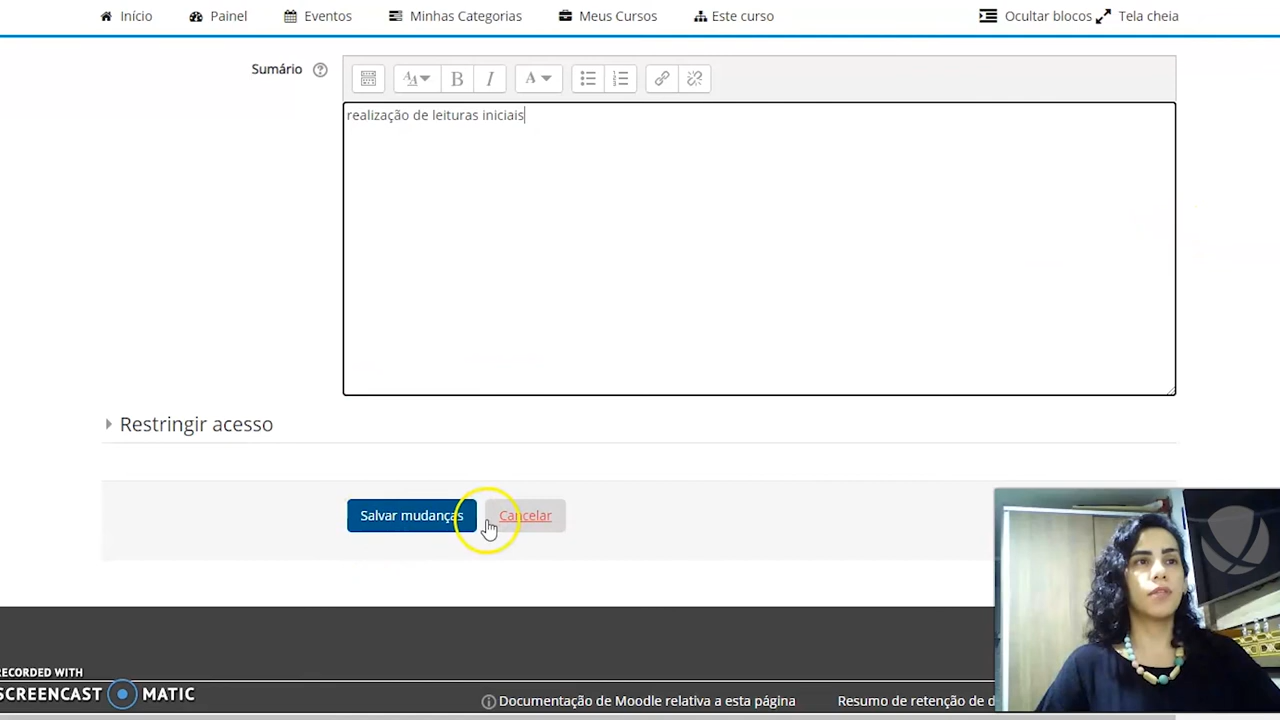 Início Painel Eventos Minhas Categorias Meus Cursos Este curso Ocultar blocos Tela cheia
Sumário
realização de leituras iniciais
Restringir acesso
Salvar mudanças Cancelar
RECORDED WITH
SCREENCAST MATIC
Documentação de Moodle relativa a esta página Resumo de retenção de